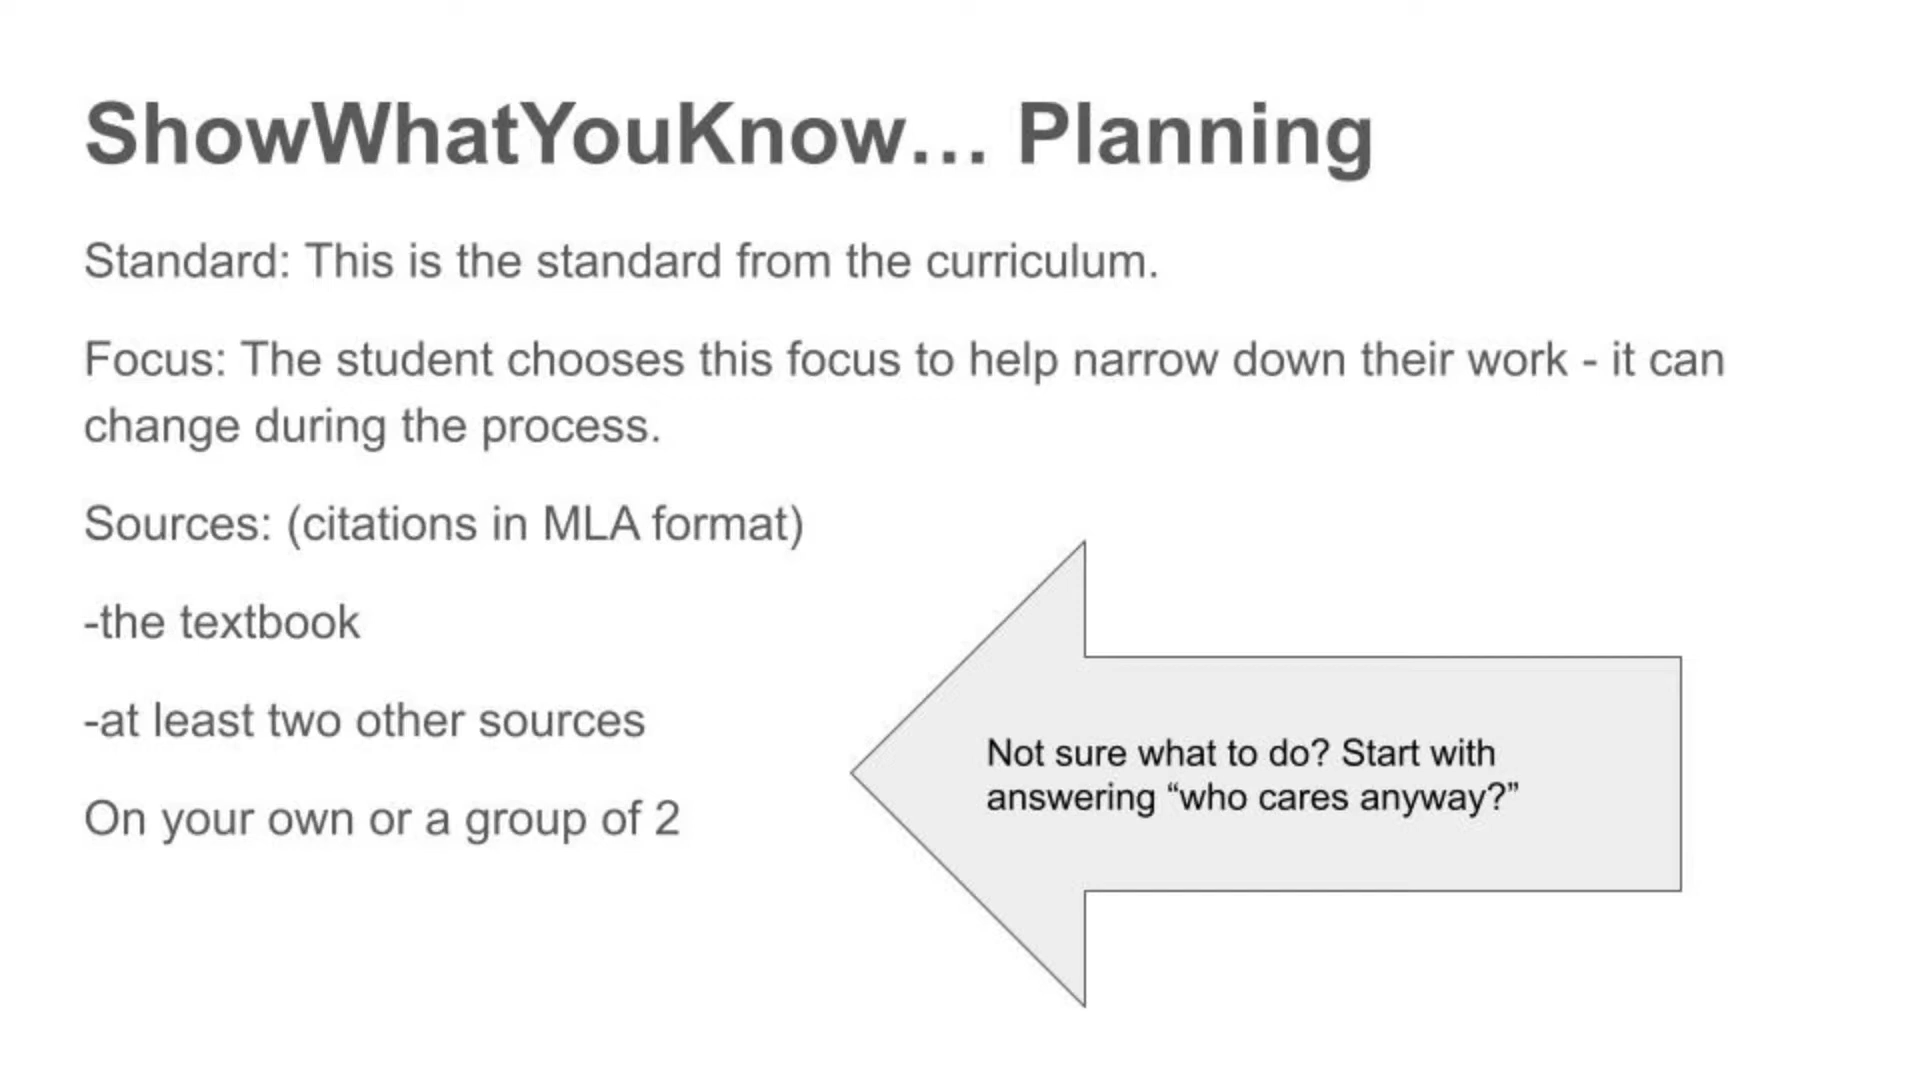 ShowWhatYouKnow… Planning
Standard: This is the standard from the curriculum.
Focus: The student chooses this focus to help narrow down their work - it can
change during the process.
Sources: (citations in MLA format)
-the textbook
-at least two other sources
On your own or a group of 2
Not sure what to do? Start with
answering “who cares anyway?”